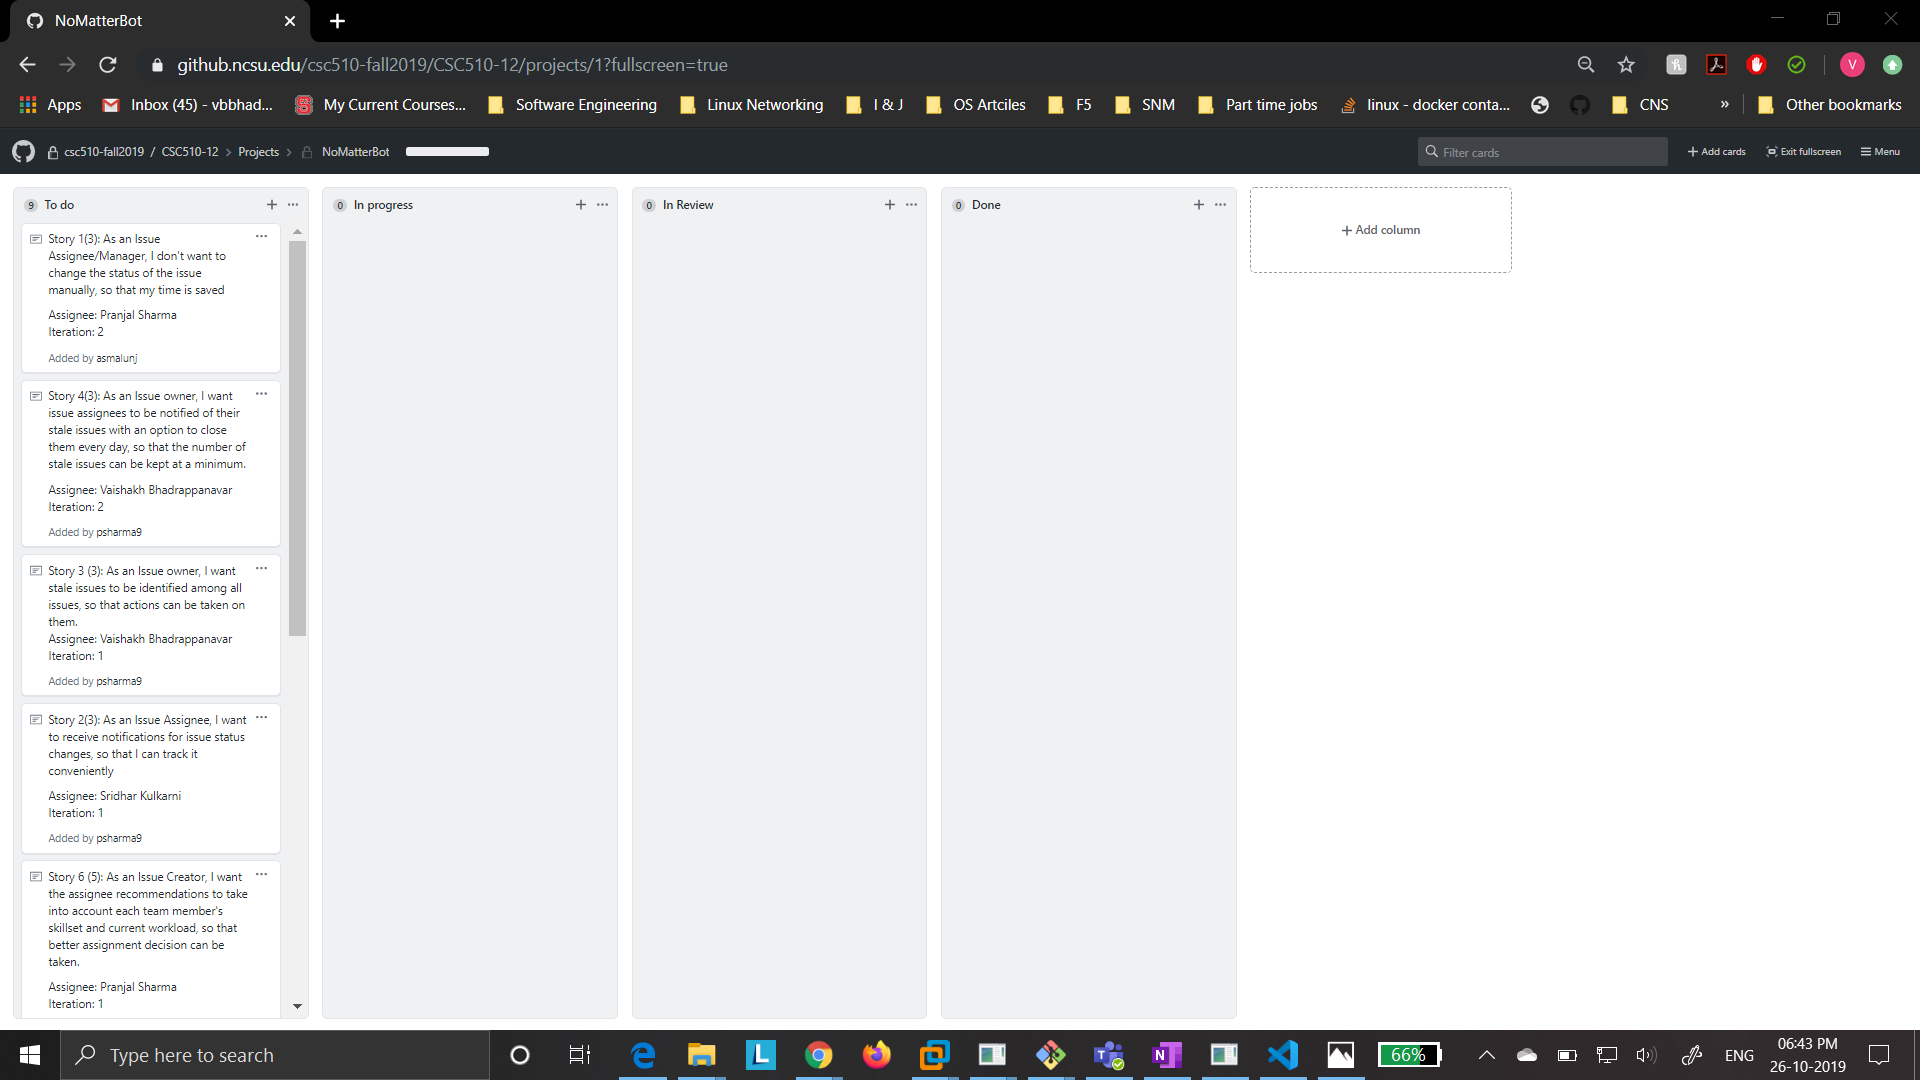 NoMatterBot
github.ncsu.edu/csc510-fall2019/CSC510-12/projects/1?fullscreen=true
V
Apps
Inbox (45) - vbbhad...
My Current Courses...
Software Engineering
Linux Networking
I & J
OS Artciles
F5
SNM
Part time jobs
linux - docker conta...
CNS
»
Other bookmarks
csc510-fall2019 / CSC510-12 > Projects > NoMatterBot
Filter cards
+ Add cards
Exit fullscreen
Menu
9 To do
Story 1(3): As an Issue
Assignee/Manager, I don't want to
change the status of the issue
manually, so that my time is saved
Assignee: Pranjal Sharma
Iteration: 2
Added by asmalunj
Story 4(3): As an Issue owner, I want
issue assignees to be notified of their
stale issues with an option to close
them every day, so that the number of
stale issues can be kept at a minimum.
Assignee: Vaishakh Bhadrappanavar
Iteration: 2
Added by psharma9
Story 3 (3): As an Issue owner, I want
stale issues to be identified among all
issues, so that actions can be taken on
them.
Assignee: Vaishakh Bhadrappanavar
Iteration: 1
Added by psharma9
Story 2(3): As an Issue Assignee, I want
to receive notifications for issue status
changes, so that I can track it
conveniently
Assignee: Sridhar Kulkarni
Iteration: 1
Added by psharma9
Story 6 (5): As an Issue Creator, I want
the assignee recommendations to take
into account each team member's
skillset and current workload, so that
better assignment decision can be
taken.
Assignee: Pranjal Sharma
Iteration: 1
0 In progress
0 In Review
0 Done
+ Add column
Type here to search
66%
ENG
06:43 PM
26-10-2019